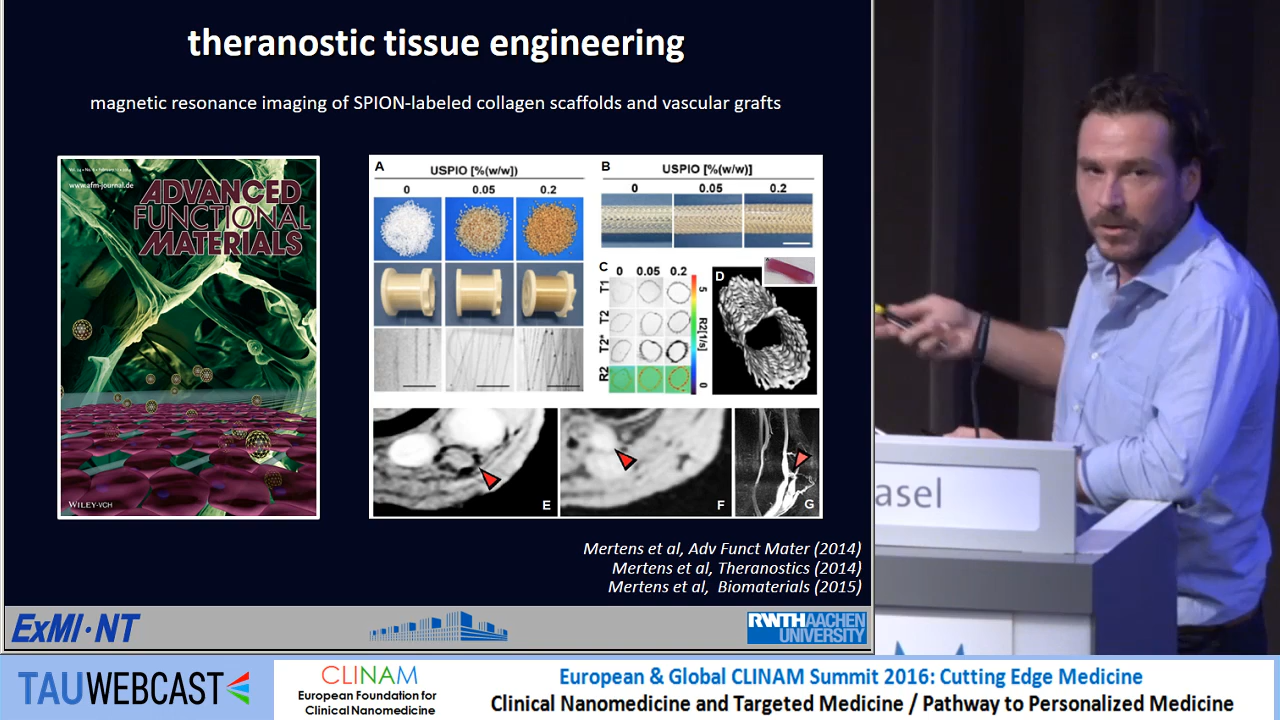 theranostic tissue engineering
magnetic resonance imaging of SPION-labeled collagen scaffolds and vascular grafts
www.afm-journal.de
ADVANCED
FUNCTIONAL
MATERIALS
WILEY-VCH
A
USPIO [%(w/w])
0 0.05 0.2
B
USPIO [%(w/w)]
0 0.05 0.2
C
0 0.05 0.2
T1
T2
T2*
R2
5
R2[1/s]
0
D
E
F
G
Mertens et al, Adv Funct Mater (2014)
Mertens et al, Theranostics (2014)
Mertens et al, Biomaterials (2015)
ExMI·NT
RWTHAACHEN
UNIVERSITY
asel
TAUWEBCAST
CLINAM
European Foundation for
Clinical Nanomedicine
European & Global CLINAM Summit 2016: Cutting Edge Medicine
Clinical Nanomedicine and Targeted Medicine / Pathway to Personalized Medicine